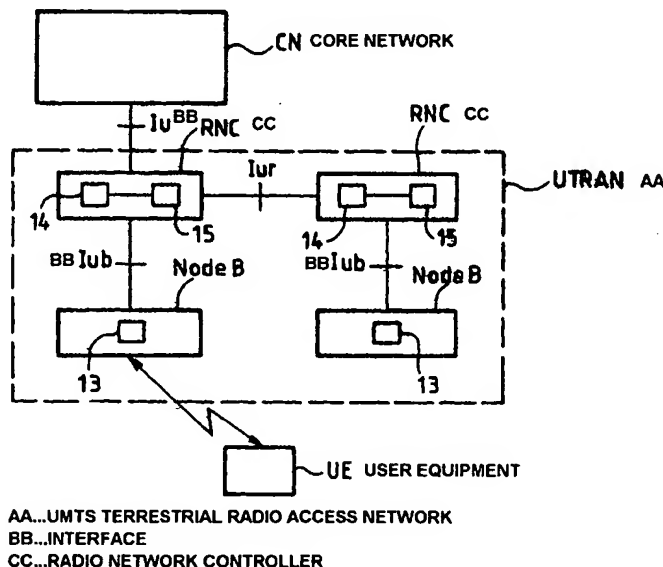 CN CORE NETWORK
Iu BB
RNC CC
RNC CC
Iur
UTRAN AA
14
15
14
15
BB Iub
Node B
BB Iub
Node B
13
13
UE USER EQUIPMENT
AA...UMTS TERRESTRIAL RADIO ACCESS NETWORK
BB...INTERFACE
CC...RADIO NETWORK CONTROLLER